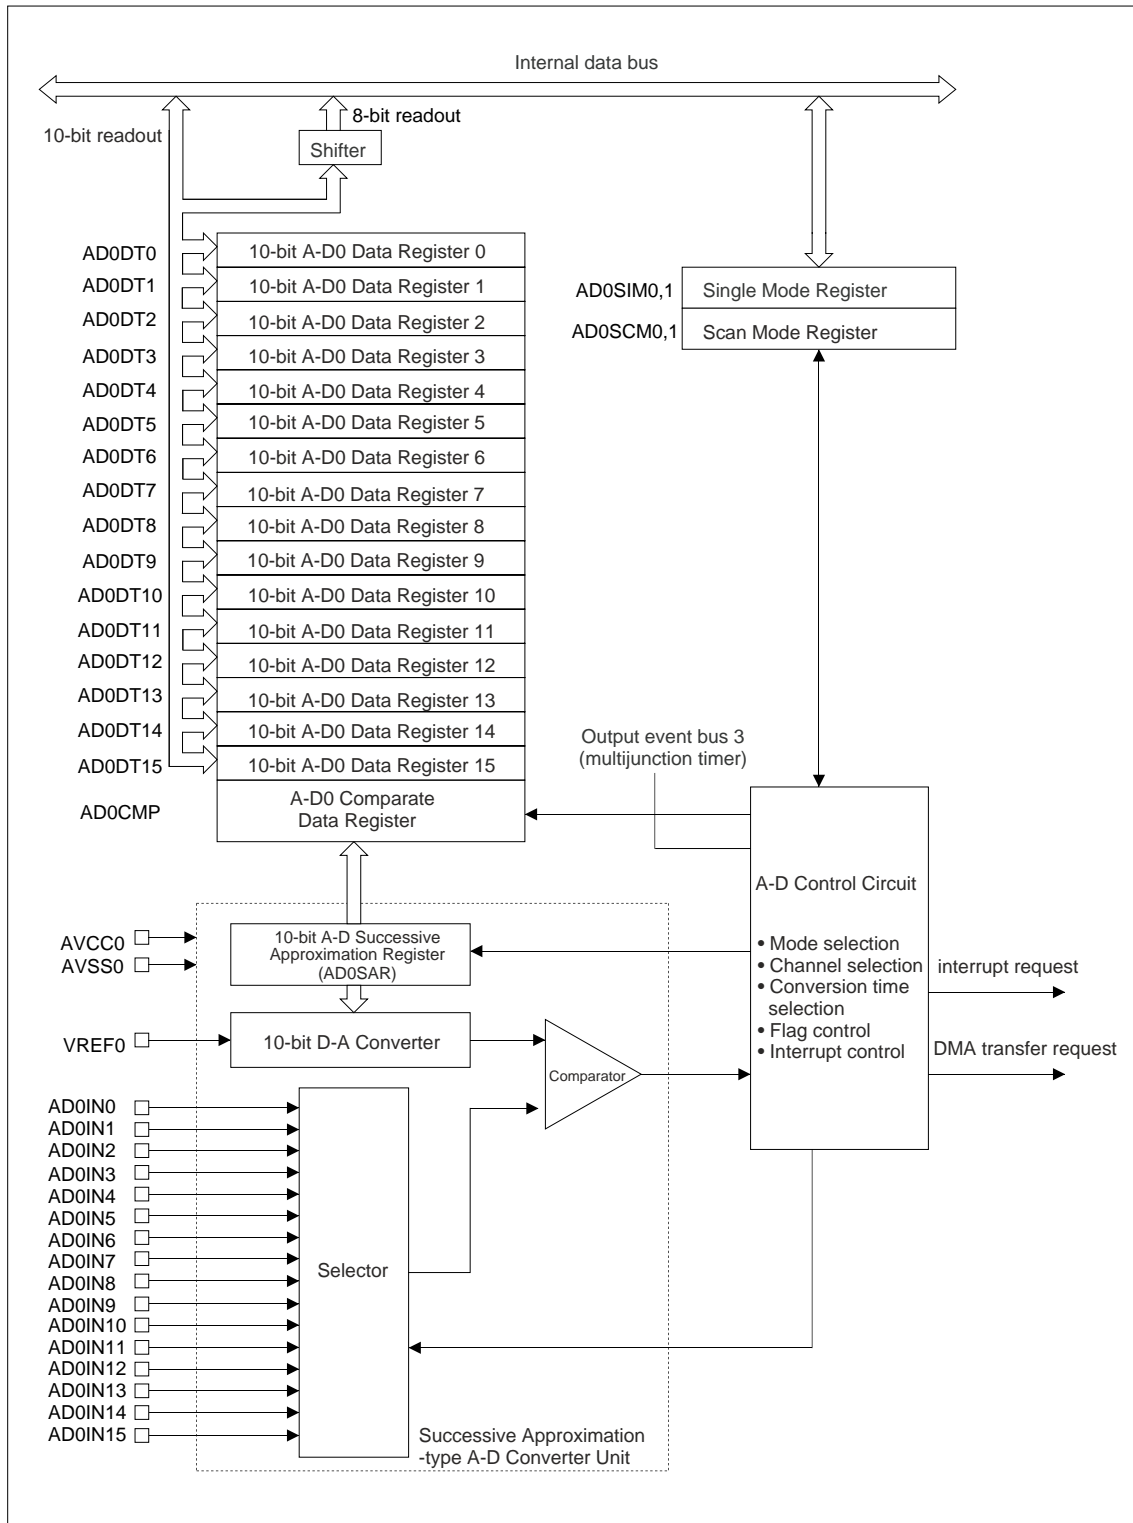 Internal data bus
8-bit readout
10-bit readout
Shifter
AD0DT0
10-bit A-D0 Data Register 0
AD0DT1
10-bit A-D0 Data Register 1
AD0DT2
10-bit A-D0 Data Register 2
AD0DT3
10-bit A-D0 Data Register 3
AD0DT4
10-bit A-D0 Data Register 4
AD0DT5
10-bit A-D0 Data Register 5
AD0DT6
10-bit A-D0 Data Register 6
AD0DT7
10-bit A-D0 Data Register 7
AD0DT8
10-bit A-D0 Data Register 8
AD0DT9
10-bit A-D0 Data Register 9
AD0DT10
10-bit A-D0 Data Register 10
AD0DT11
10-bit A-D0 Data Register 11
AD0DT12
10-bit A-D0 Data Register 12
AD0DT13
10-bit A-D0 Data Register 13
AD0DT14
10-bit A-D0 Data Register 14
AD0DT15
10-bit A-D0 Data Register 15
AD0CMP
A-D0 Comparate
Data Register
AD0SIM0,1
Single Mode Register
AD0SCM0,1
Scan Mode Register
Output event bus 3
(multijunction timer)
A-D Control Circuit
• Mode selection
• Channel selection
• Conversion time
selection
• Flag control
• Interrupt control
interrupt request
DMA transfer request
AVCC0
AVSS0
10-bit A-D Successive
Approximation Register
(AD0SAR)
VREF0
10-bit D-A Converter
Comparator
AD0IN0
AD0IN1
AD0IN2
AD0IN3
AD0IN4
AD0IN5
AD0IN6
AD0IN7
AD0IN8
AD0IN9
AD0IN10
AD0IN11
AD0IN12
AD0IN13
AD0IN14
AD0IN15
Selector
Successive Approximation
-type A-D Converter Unit